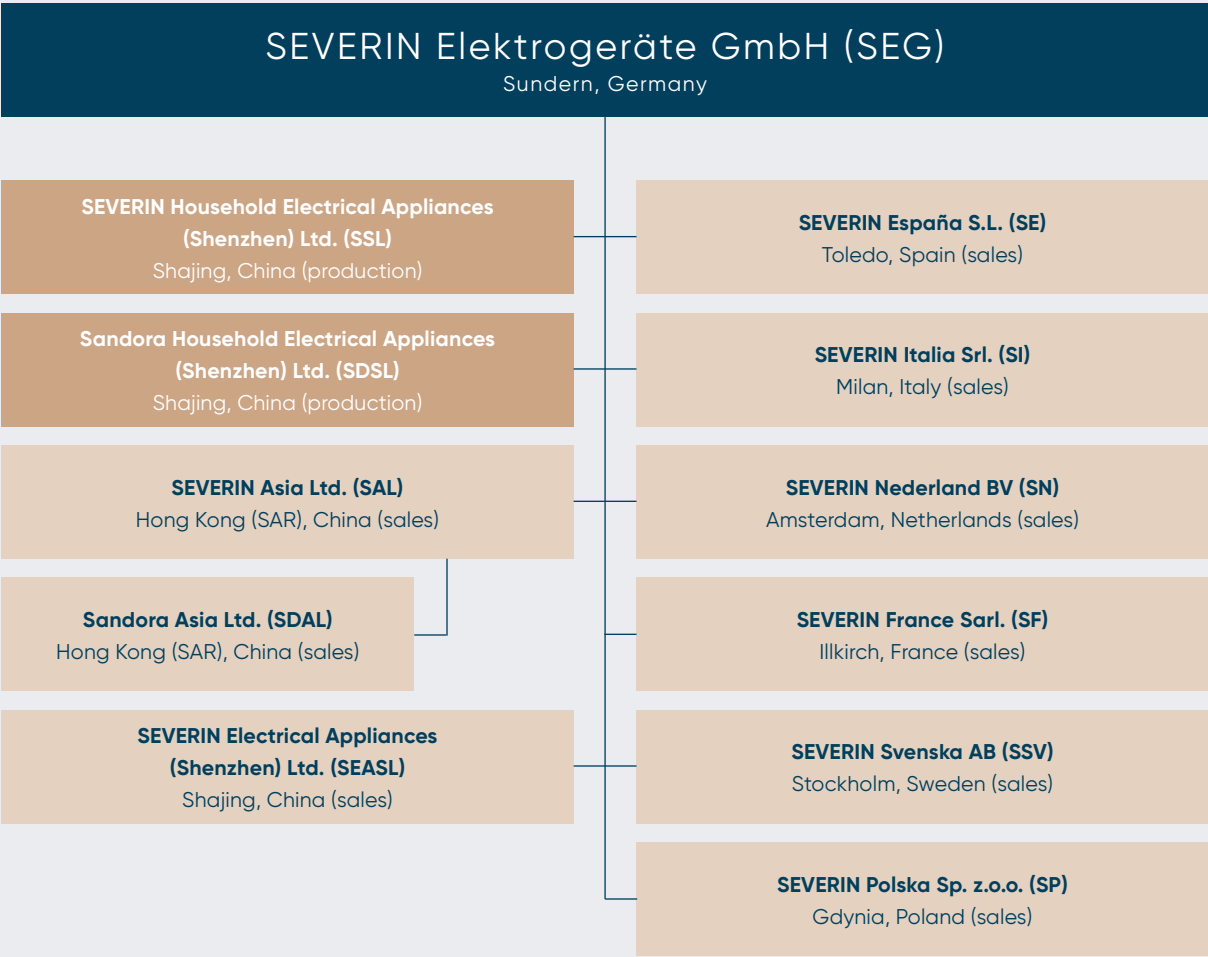 SEVERIN Elektrogeräte GmbH (SEG)
Sundern, Germany
SEVERIN Household Electrical Appliances
(Shenzhen) Ltd. (SSL)
Shajing, China (production)
Sandora Household Electrical Appliances
(Shenzhen) Ltd. (SDSL)
Shajing, China (production)
SEVERIN Asia Ltd. (SAL)
Hong Kong (SAR), China (sales)
Sandora Asia Ltd. (SDAL)
Hong Kong (SAR), China (sales)
SEVERIN Electrical Appliances
(Shenzhen) Ltd. (SEASL)
Shajing, China (sales)
SEVERIN España S.L. (SE)
Toledo, Spain (sales)
SEVERIN Italia Srl. (SI)
Milan, Italy (sales)
SEVERIN Nederland BV (SN)
Amsterdam, Netherlands (sales)
SEVERIN France Sarl. (SF)
Illkirch, France (sales)
SEVERIN Svenska AB (SSV)
Stockholm, Sweden (sales)
SEVERIN Polska Sp. z.o.o. (SP)
Gdynia, Poland (sales)